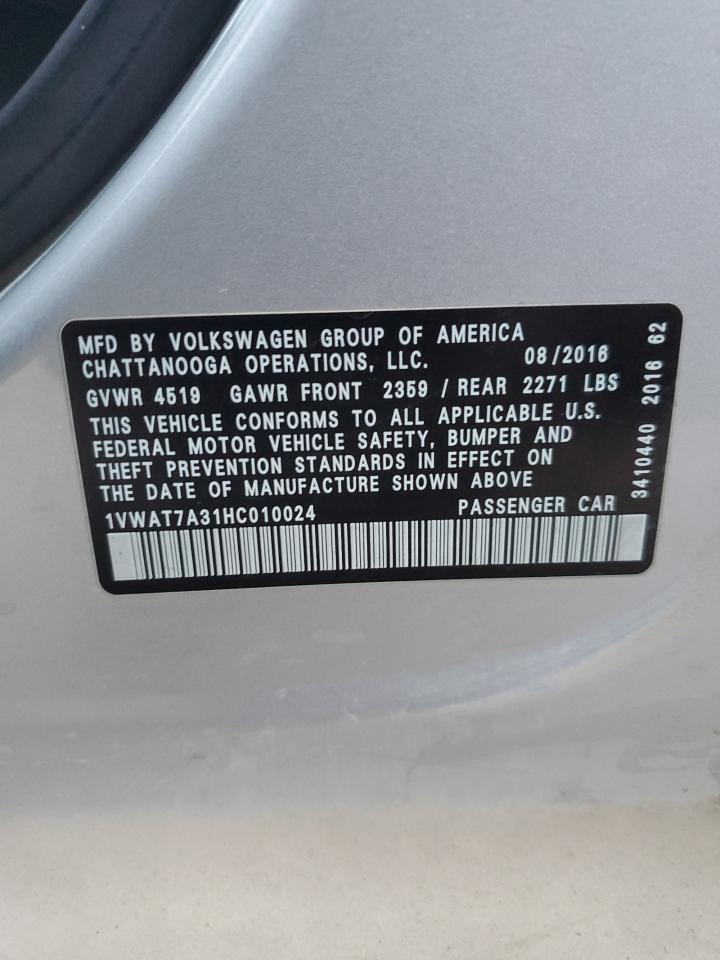 MFD BY VOLKSWAGEN GROUP OF AMERICA
CHATTANOOGA OPERATIONS, LLC. 08/2016
GVWR 4519 GAWR FRONT 2359 / REAR 2271 LBS
THIS VEHICLE CONFORMS TO ALL APPLICABLE U.S.
FEDERAL MOTOR VEHICLE SAFETY, BUMPER AND
THEFT PREVENTION STANDARDS IN EFFECT ON
THE DATE OF MANUFACTURE SHOWN ABOVE
1VWAT7A31HC010024 PASSENGER CAR
3410440 2016 62